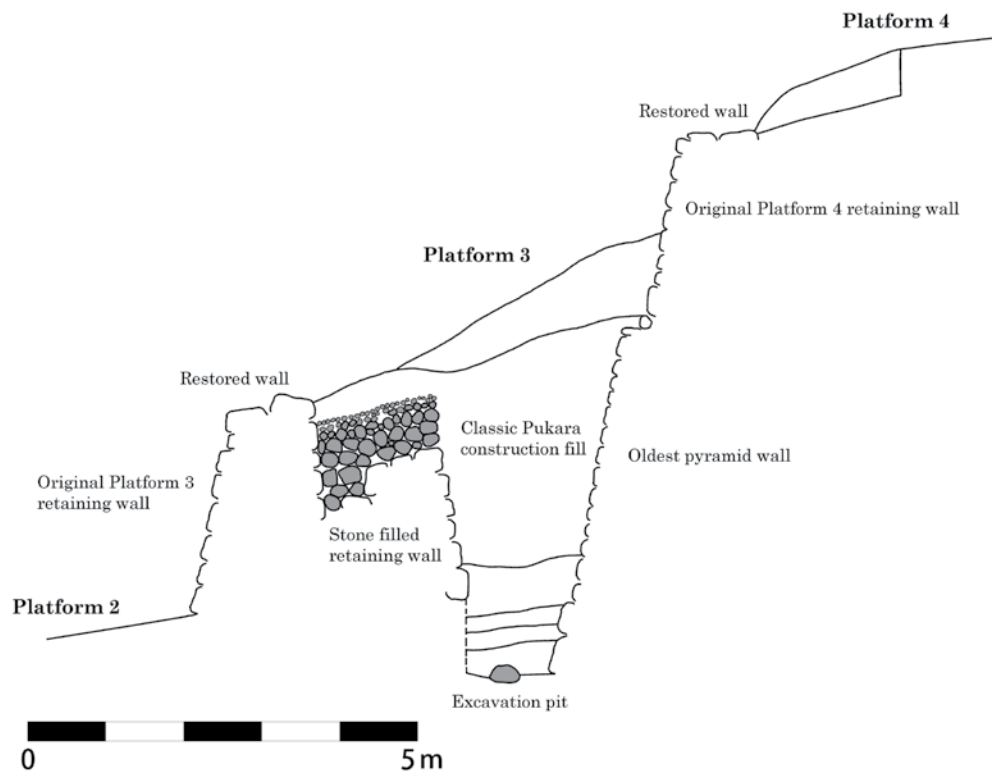 Platform 4
Restored wall
Original Platform 4 retaining wall
Platform 3
Restored wall
Classic Pukara
construction fill
Oldest pyramid wall
Original Platform 3
retaining wall
Stone filled
retaining wall
Platform 2
Excavation pit
0
5 m